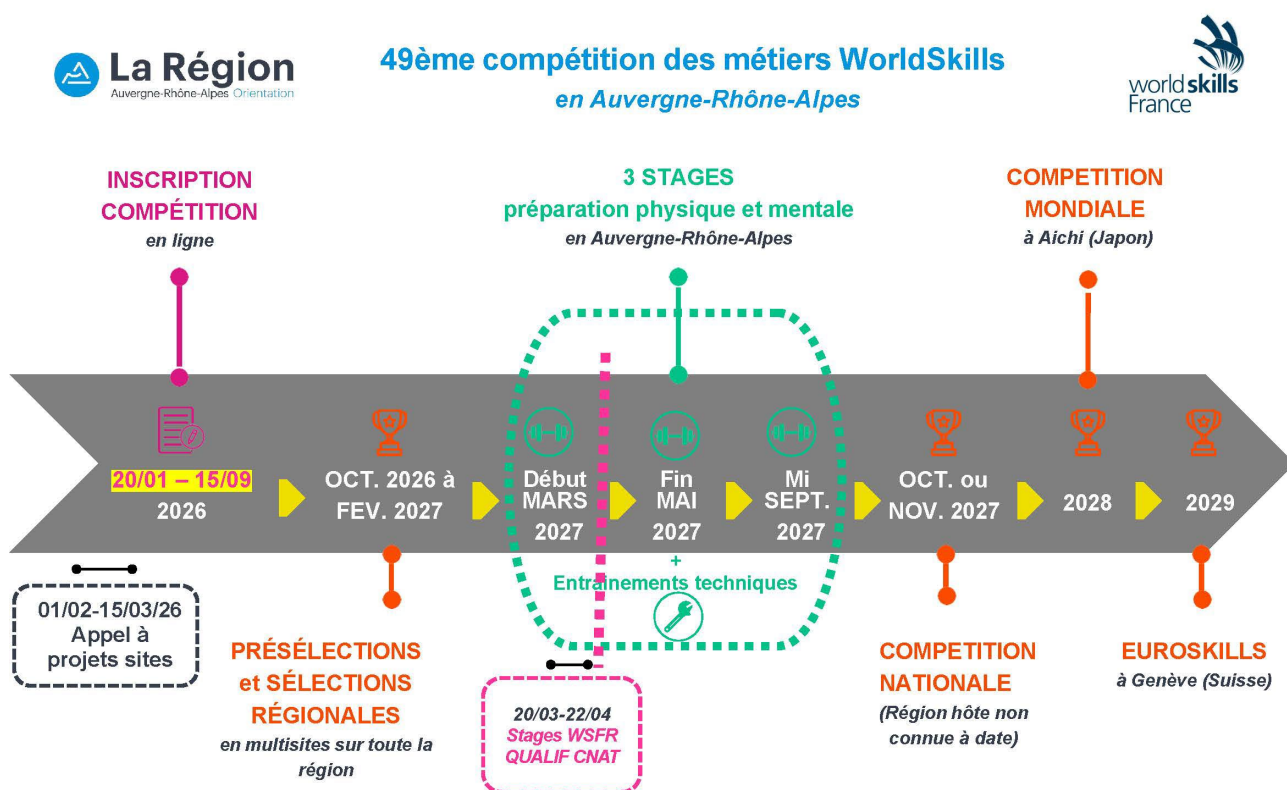 La Région
Auvergne-Rhône-Alpes Orientation
49ème compétition des métiers WorldSkills
en Auvergne-Rhône-Alpes
worldskills
France
INSCRIPTION
COMPÉTITION
en ligne
3 STAGES
préparation physique et mentale
en Auvergne-Rhône-Alpes
COMPETITION
MONDIALE
à Aichi (Japon)
20/01 – 15/09
2026
OCT. 2026 à
FEV. 2027
Début
MARS
2027
Fin
MAI
2027
Mi
SEPT.
2027
OCT. ou
NOV. 2027
2028
2029
+
Entraînements techniques
01/02-15/03/26
Appel à
projets sites
PRÉSÉLECTIONS
et SÉLECTIONS
RÉGIONALES
en multisites sur toute la
région
20/03-22/04
Stages WSFR
QUALIF CNAT
COMPETITION
NATIONALE
(Région hôte non
connue à date)
EUROSKILLS
à Genève (Suisse)